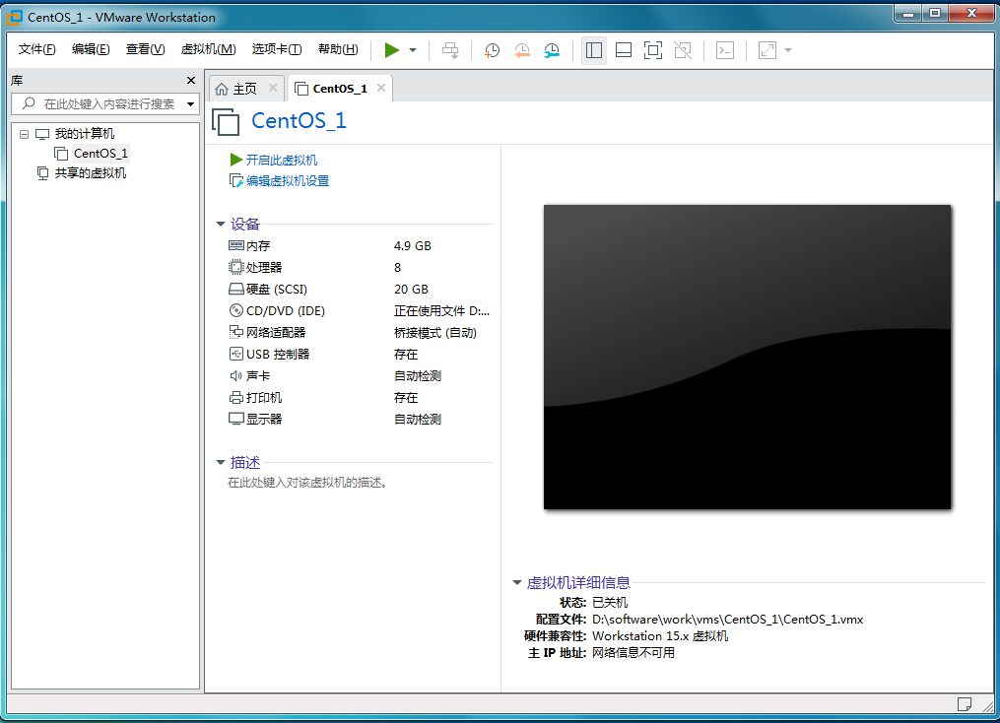 CentOS_1 - VMware Workstation
文件(F) 编辑(E) 查看(V) 虚拟机(M) 选项卡(T) 帮助(H)
库
在此处键入内容进行搜索
我的计算机
CentOS_1
共享的虚拟机
主页 CentOS_1
CentOS_1
开启此虚拟机
编辑虚拟机设置
设备
内存 4.9 GB
处理器 8
硬盘 (SCSI) 20 GB
CD/DVD (IDE) 正在使用文件 D:...
网络适配器 桥接模式 (自动)
USB 控制器 存在
声卡 自动检测
打印机 存在
显示器 自动检测
描述
在此处键入对该虚拟机的描述。
虚拟机详细信息
状态: 已关机
配置文件: D:\software\work\vms\CentOS_1\CentOS_1.vmx
硬件兼容性: Workstation 15.x 虚拟机
主 IP 地址: 网络信息不可用